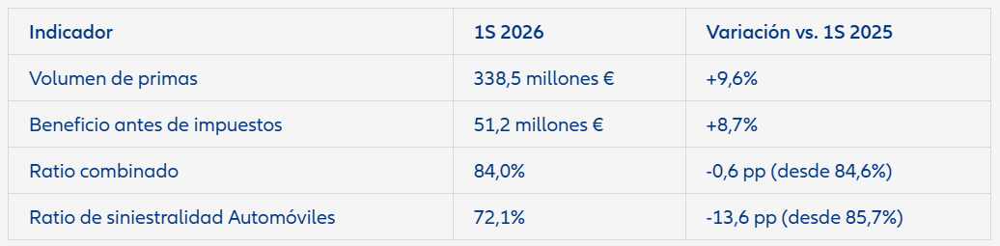 Indicador 1S 2026 Variación vs. 1S 2025
Volumen de primas 338,5 millones € +9,6%
Beneficio antes de impuestos 51,2 millones € +8,7%
Ratio combinado 84,0% -0,6 pp (desde 84,6%)
Ratio de siniestralidad Automóviles 72,1% -13,6 pp (desde 85,7%)